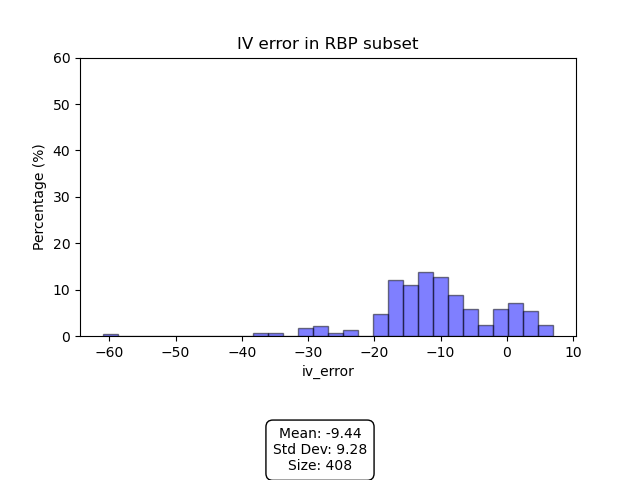 IV error in RBP subset
60
50
40
30
20
10
0
Percentage (%)
−60 −50 −40 −30 −20 −10 0 10
iv_error
Mean: -9.44
Std Dev: 9.28
Size: 408